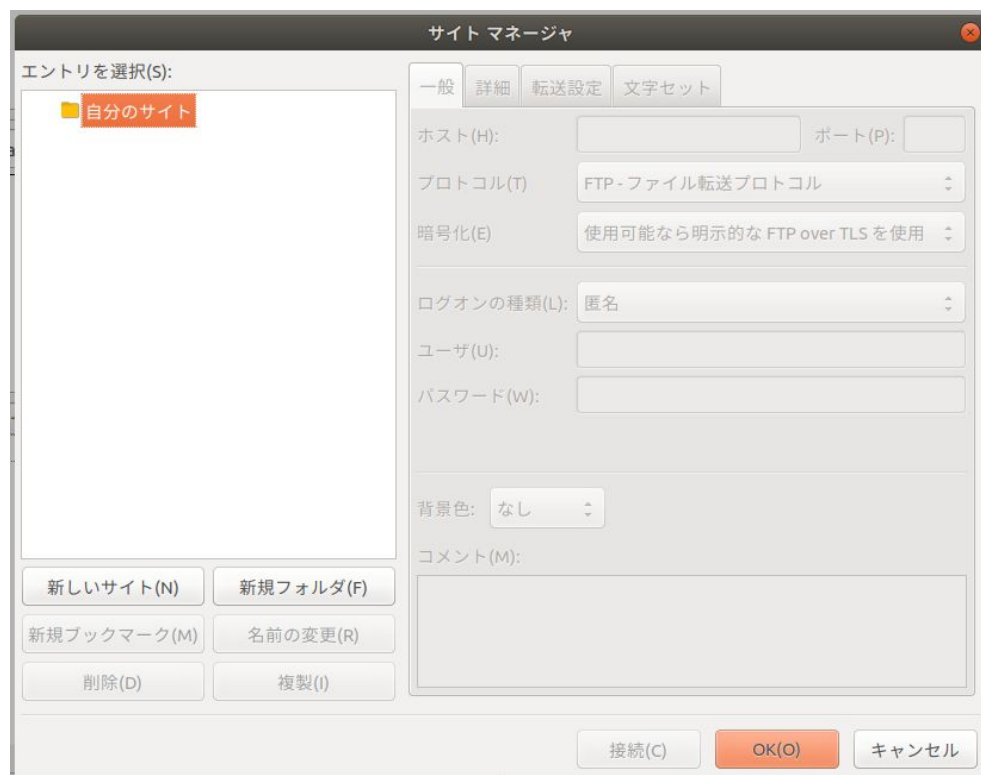 サイト マネージャ
エントリを選択(S):
自分のサイト
新しいサイト(N) 新規フォルダ(F)
新規ブックマーク(M) 名前の変更(R)
削除(D) 複製(I)
一般 詳細 転送設定 文字セット
ホスト(H): ポート(P):
プロトコル(T) FTP - ファイル転送プロトコル
暗号化(E) 使用可能なら明示的な FTP over TLS を使用
ログオンの種類(L): 匿名
ユーザ(U):
パスワード(W):
背景色: なし
コメント(M):
接続(C) OK(O) キャンセル